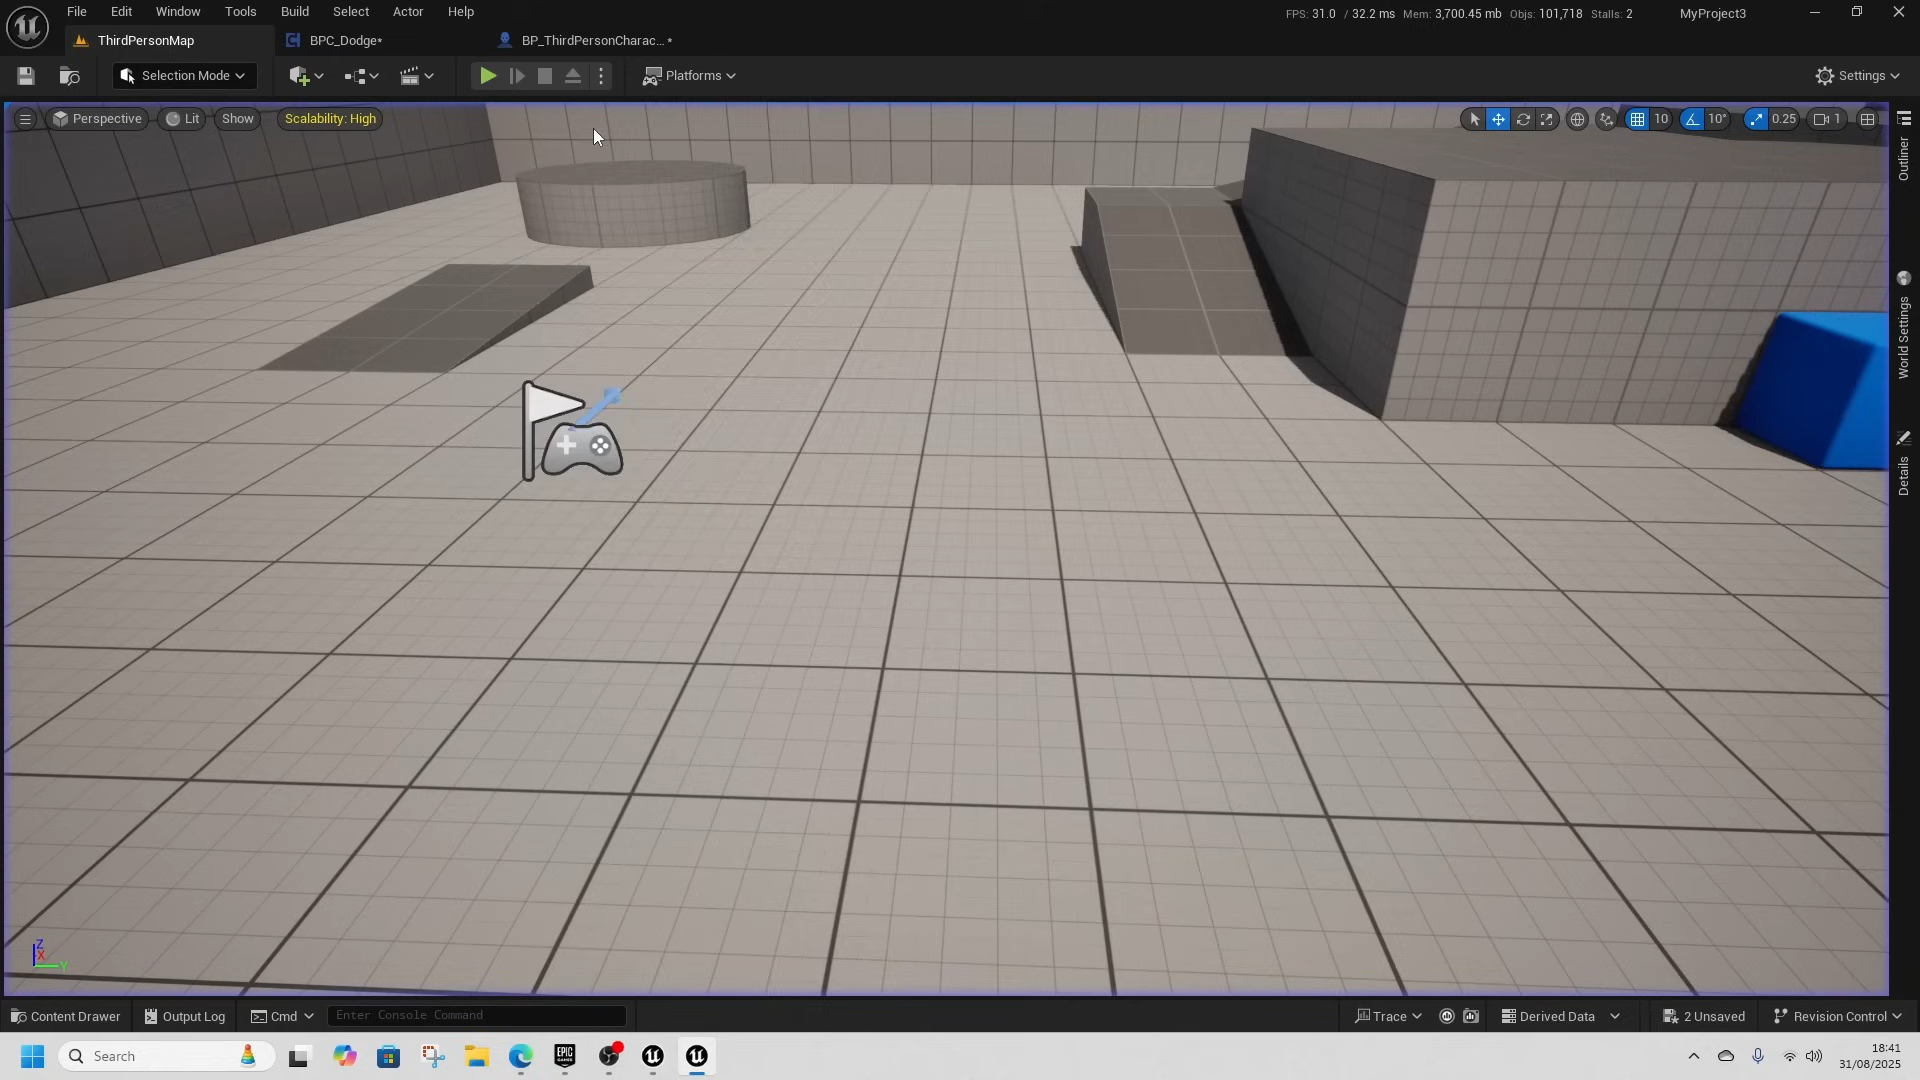 File Edit Window Tools Build Select Actor Help
FPS: 31.0 / 32.2 ms Mem: 3,700.45 mb Objs: 101,718 Stalls: 2 MyProject3
ThirdPersonMap BPC_Dodge* BP_ThirdPersonCharac... *
Selection Mode Platforms Settings
Perspective Lit Show Scalability: High 10 10° 0.25 1
Outliner
World Settings
Details
Z
X
Y
Content Drawer Output Log Cmd Enter Console Command Trace Derived Data 2 Unsaved Revision Control
Search EPIC GAMES 18:41
31/08/2025